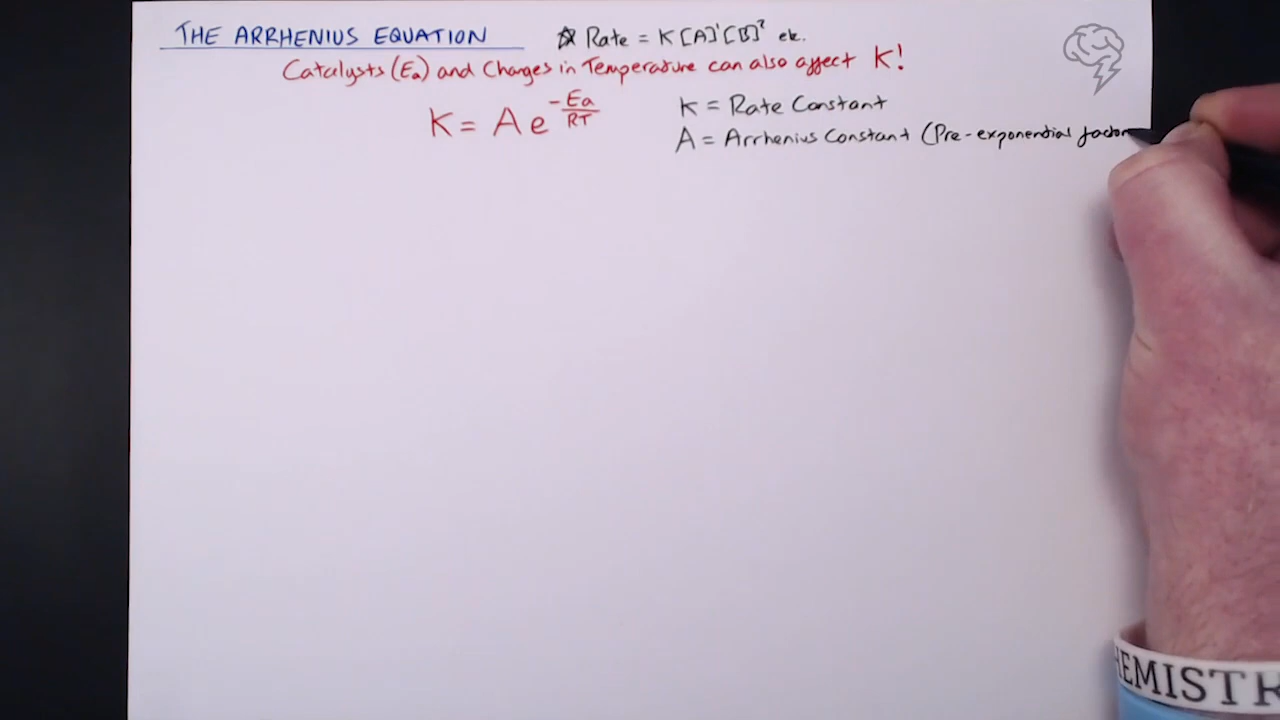 THE ARRHENIUS EQUATION ☆ Rate = K[A]¹[B]² etc.
Catalysts (Ea) and Changes in Temperature can also affect K!
K = A e^(-Ea/RT)
K = Rate Constant
A = Arrhenius Constant (Pre-exponential factor
HEMISTR